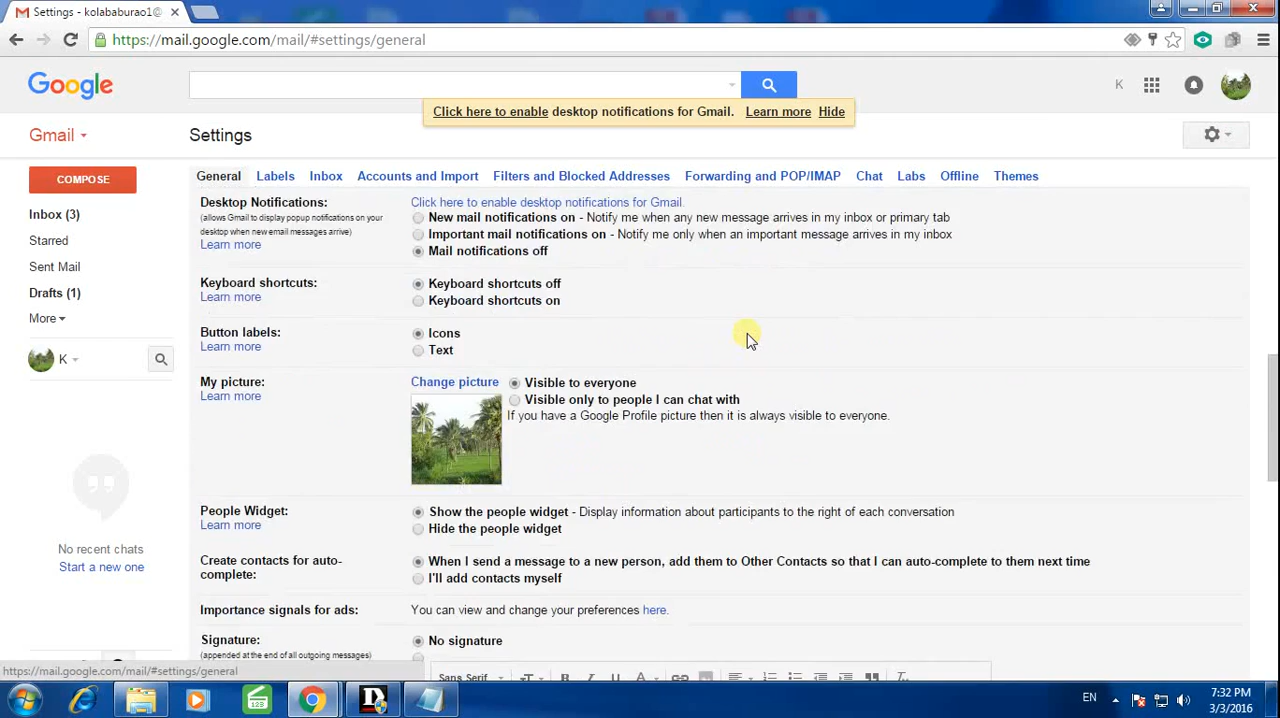 Settings - kolababurao1@
https://mail.google.com/mail/#settings/general
Google
K
Click here to enable desktop notifications for Gmail. Learn more Hide
Gmail
Settings
COMPOSE
Inbox (3)
Starred
Sent Mail
Drafts (1)
More
K
No recent chats
Start a new one
General Labels Inbox Accounts and Import Filters and Blocked Addresses Forwarding and POP/IMAP Chat Labs Offline Themes
Desktop Notifications:
(allows Gmail to display popup notifications on your
desktop when new email messages arrive)
Learn more
Click here to enable desktop notifications for Gmail.
New mail notifications on - Notify me when any new message arrives in my inbox or primary tab
Important mail notifications on - Notify me only when an important message arrives in my inbox
Mail notifications off
Keyboard shortcuts:
Learn more
Keyboard shortcuts off
Keyboard shortcuts on
Button labels:
Learn more
Icons
Text
My picture:
Learn more
Change picture
Visible to everyone
Visible only to people I can chat with
If you have a Google Profile picture then it is always visible to everyone.
People Widget:
Learn more
Show the people widget - Display information about participants to the right of each conversation
Hide the people widget
Create contacts for auto-
complete:
When I send a message to a new person, add them to Other Contacts so that I can auto-complete to them next time
I'll add contacts myself
Importance signals for ads:
You can view and change your preferences here.
Signature:
(appended at the end of all outgoing messages)
No signature
Sans Serif
https://mail.google.com/mail/#settings/general
EN
7:32 PM
3/3/2016